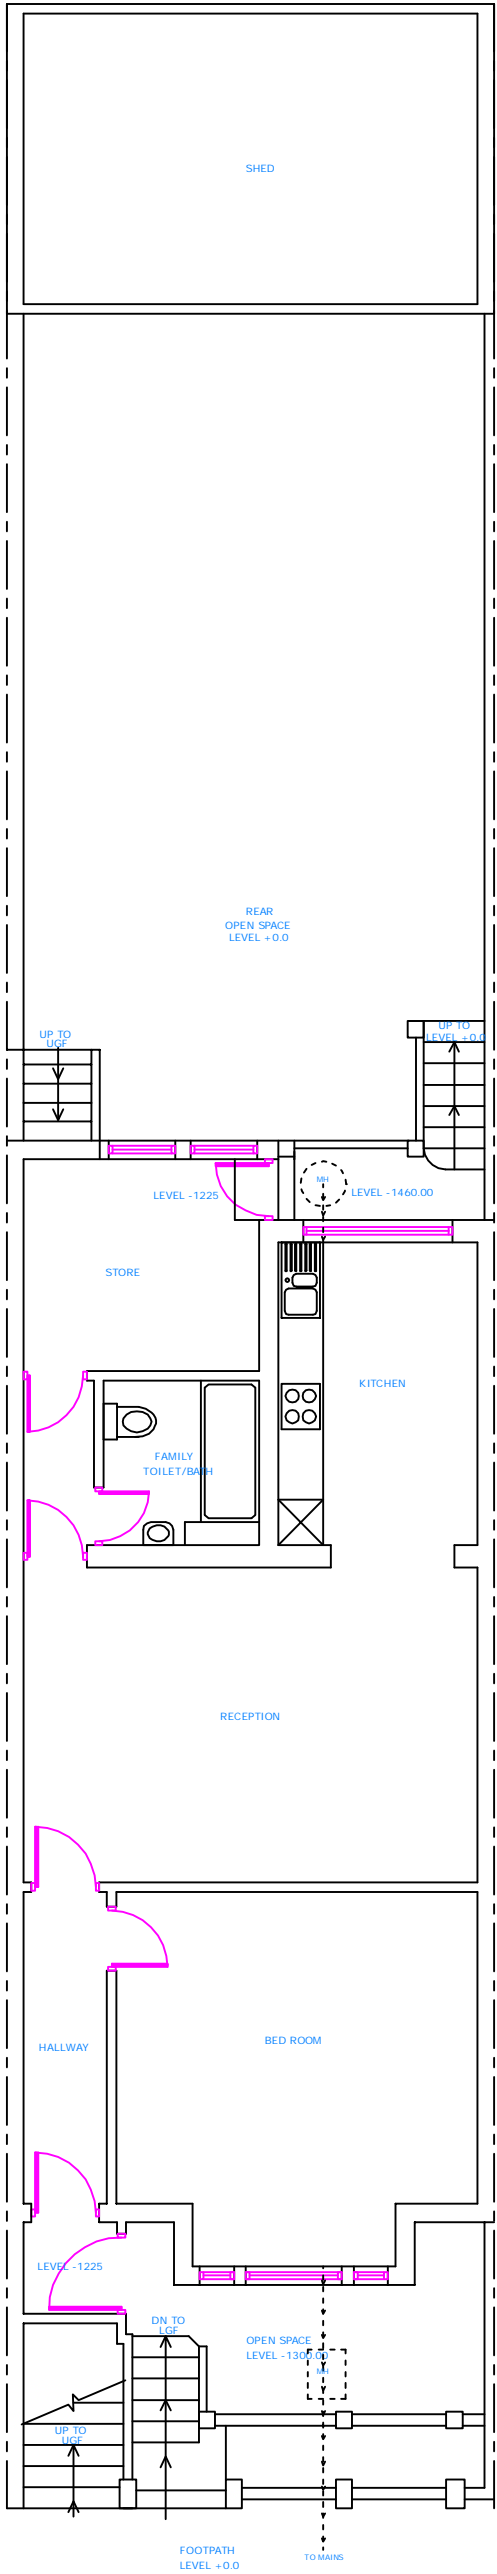 SHED
REAR
OPEN SPACE
LEVEL +0.0
UP TO
LEVEL +0.0
UP TO
UGF
MH
LEVEL -1225
LEVEL -1460.00
STORE
KITCHEN
FAMILY
TOILET/BATH
RECEPTION
BED ROOM
HALLWAY
LEVEL -1225
DN TO
LGF
OPEN SPACE
LEVEL -1300.00
MH
UP TO
UGF
FOOTPATH
LEVEL +0.0
TO MAINS